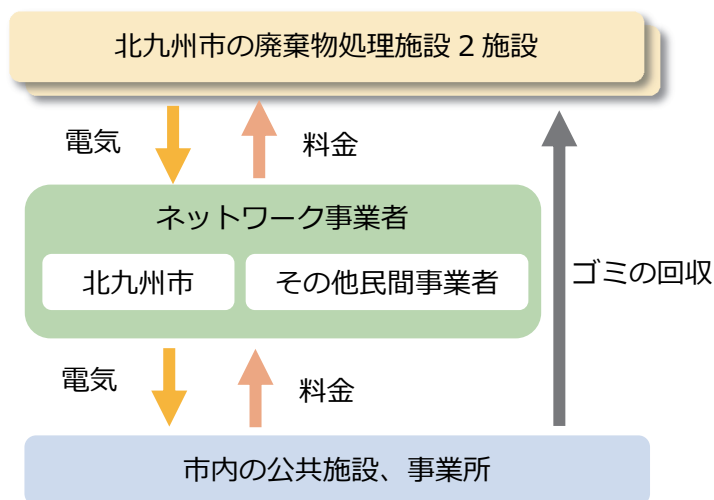 北九州市の廃棄物処理施設 2 施設
電気
料金
ネットワーク事業者
北九州市
その他民間事業者
ゴミの回収
電気
料金
市内の公共施設、事業所